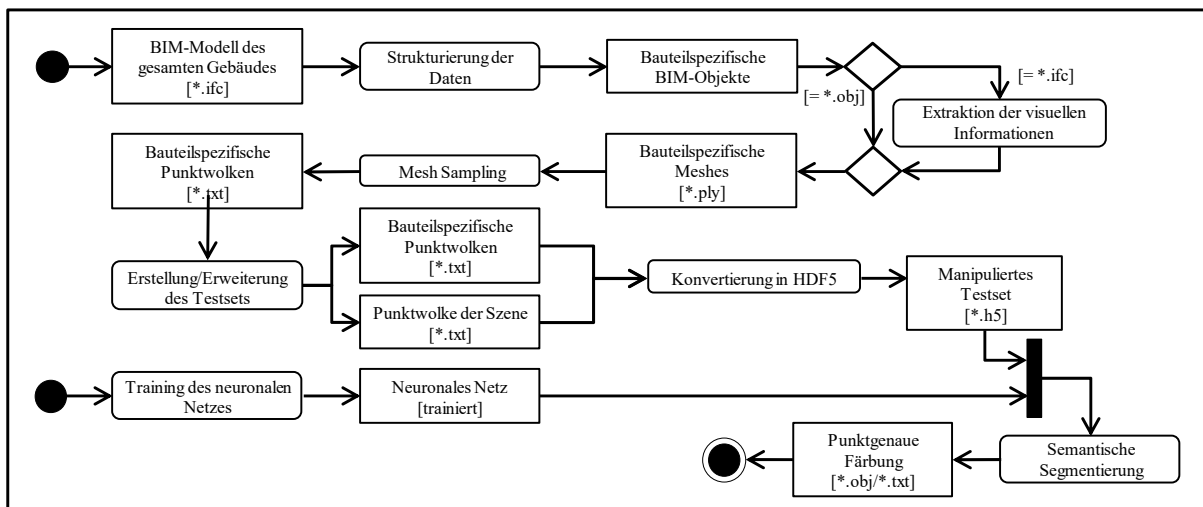 BIM-Modell des
gesamten Gebäudes
[*.ifc]
Strukturierung der
Daten
Bauteilspezifische
BIM-Objekte
[= *.obj]
[= *.ifc]
Extraktion der visuellen
Informationen
Bauteilspezifische
Punktwolken
[*.txt]
Mesh Sampling
Bauteilspezifische
Meshes
[*.ply]
Erstellung/Erweiterung
des Testsets
Bauteilspezifische
Punktwolken
[*.txt]
Punktwolke der Szene
[*.txt]
Konvertierung in HDF5
Manipuliertes
Testset
[*.h5]
Training des neuronalen
Netzes
Neuronales Netz
[trainiert]
Punktgenaue
Färbung
[*.obj/*.txt]
Semantische
Segmentierung